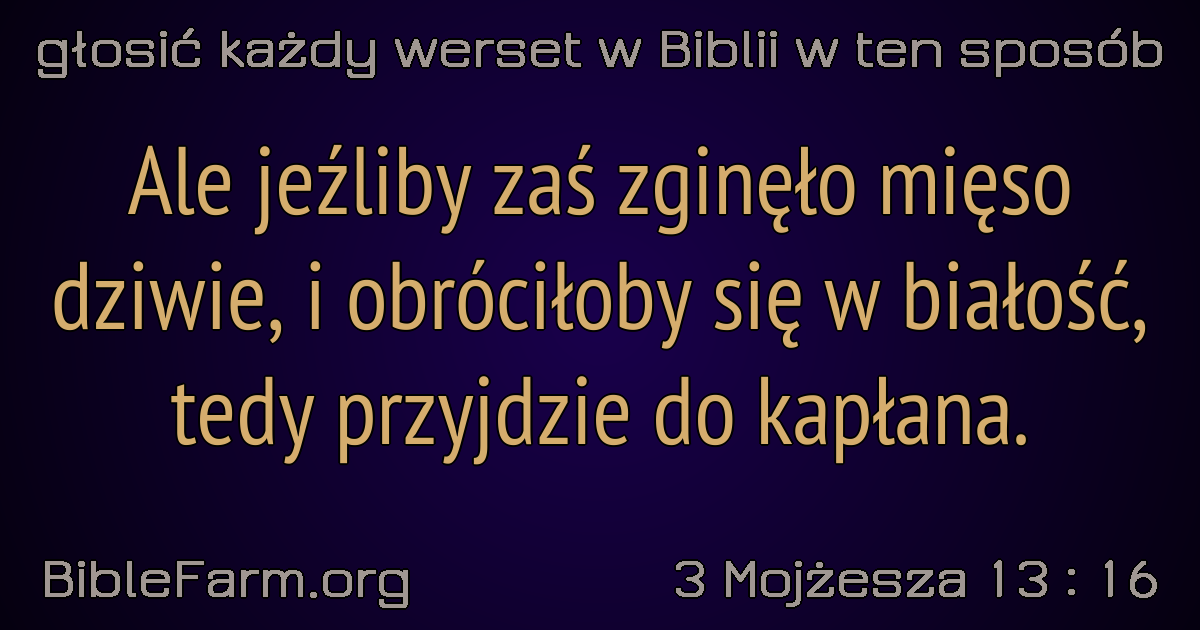 głosić każdy werset w Biblii w ten sposób
Ale jeźliby zaś zginęło mięso
dziwie, i obróciłoby się w białość,
tedy przyjdzie do kapłana.
BibleFarm.org
3 Mojżesza 13 : 16